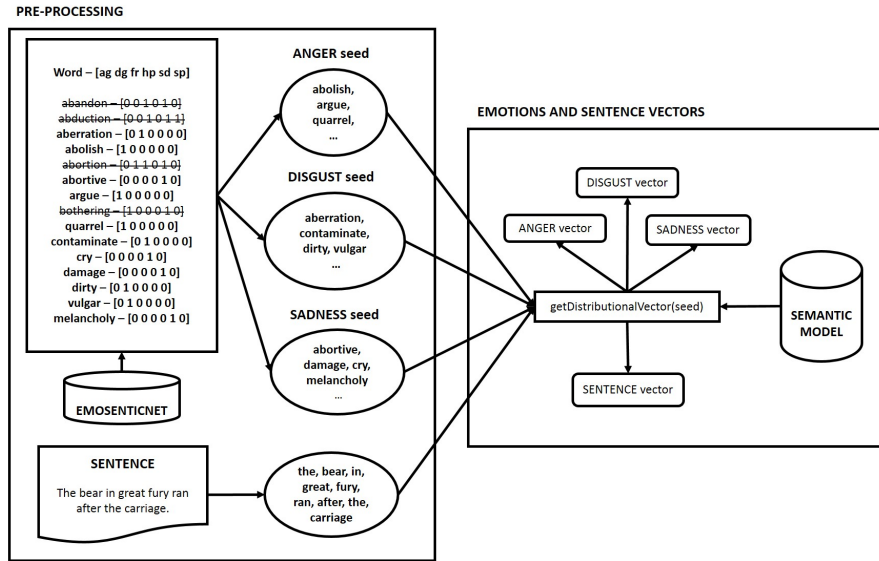 PRE-PROCESSING
Word – [ag dg fr hp sd sp]
abandon – [0 0 1 0 1 0]
abduction – [0 0 1 0 1 1]
aberration – [0 1 0 0 0 0]
abolish – [1 0 0 0 0 0]
abortion – [0 1 1 0 1 0]
abortive – [0 0 0 0 1 0]
argue – [1 0 0 0 0 0]
bothering – [1 0 0 0 1 0]
quarrel – [1 0 0 0 0 0]
contaminate – [0 1 0 0 0 0]
cry – [0 0 0 0 1 0]
damage – [0 0 0 0 1 0]
dirty – [0 1 0 0 0 0]
vulgar – [0 1 0 0 0 0]
melancholy – [0 0 0 0 1 0]
EMOSENTICNET
SENTENCE
The bear in great fury ran
after the carriage.
ANGER seed
abolish,
argue,
quarrel,
...
DISGUST seed
aberration,
contaminate,
dirty, vulgar
...
SADNESS seed
abortive,
damage, cry,
melancholy
...
the, bear, in,
great, fury,
ran, after, the,
carriage
EMOTIONS AND SENTENCE VECTORS
DISGUST vector
ANGER vector
SADNESS vector
getDistributionalVector(seed)
SEMANTIC
MODEL
SENTENCE vector